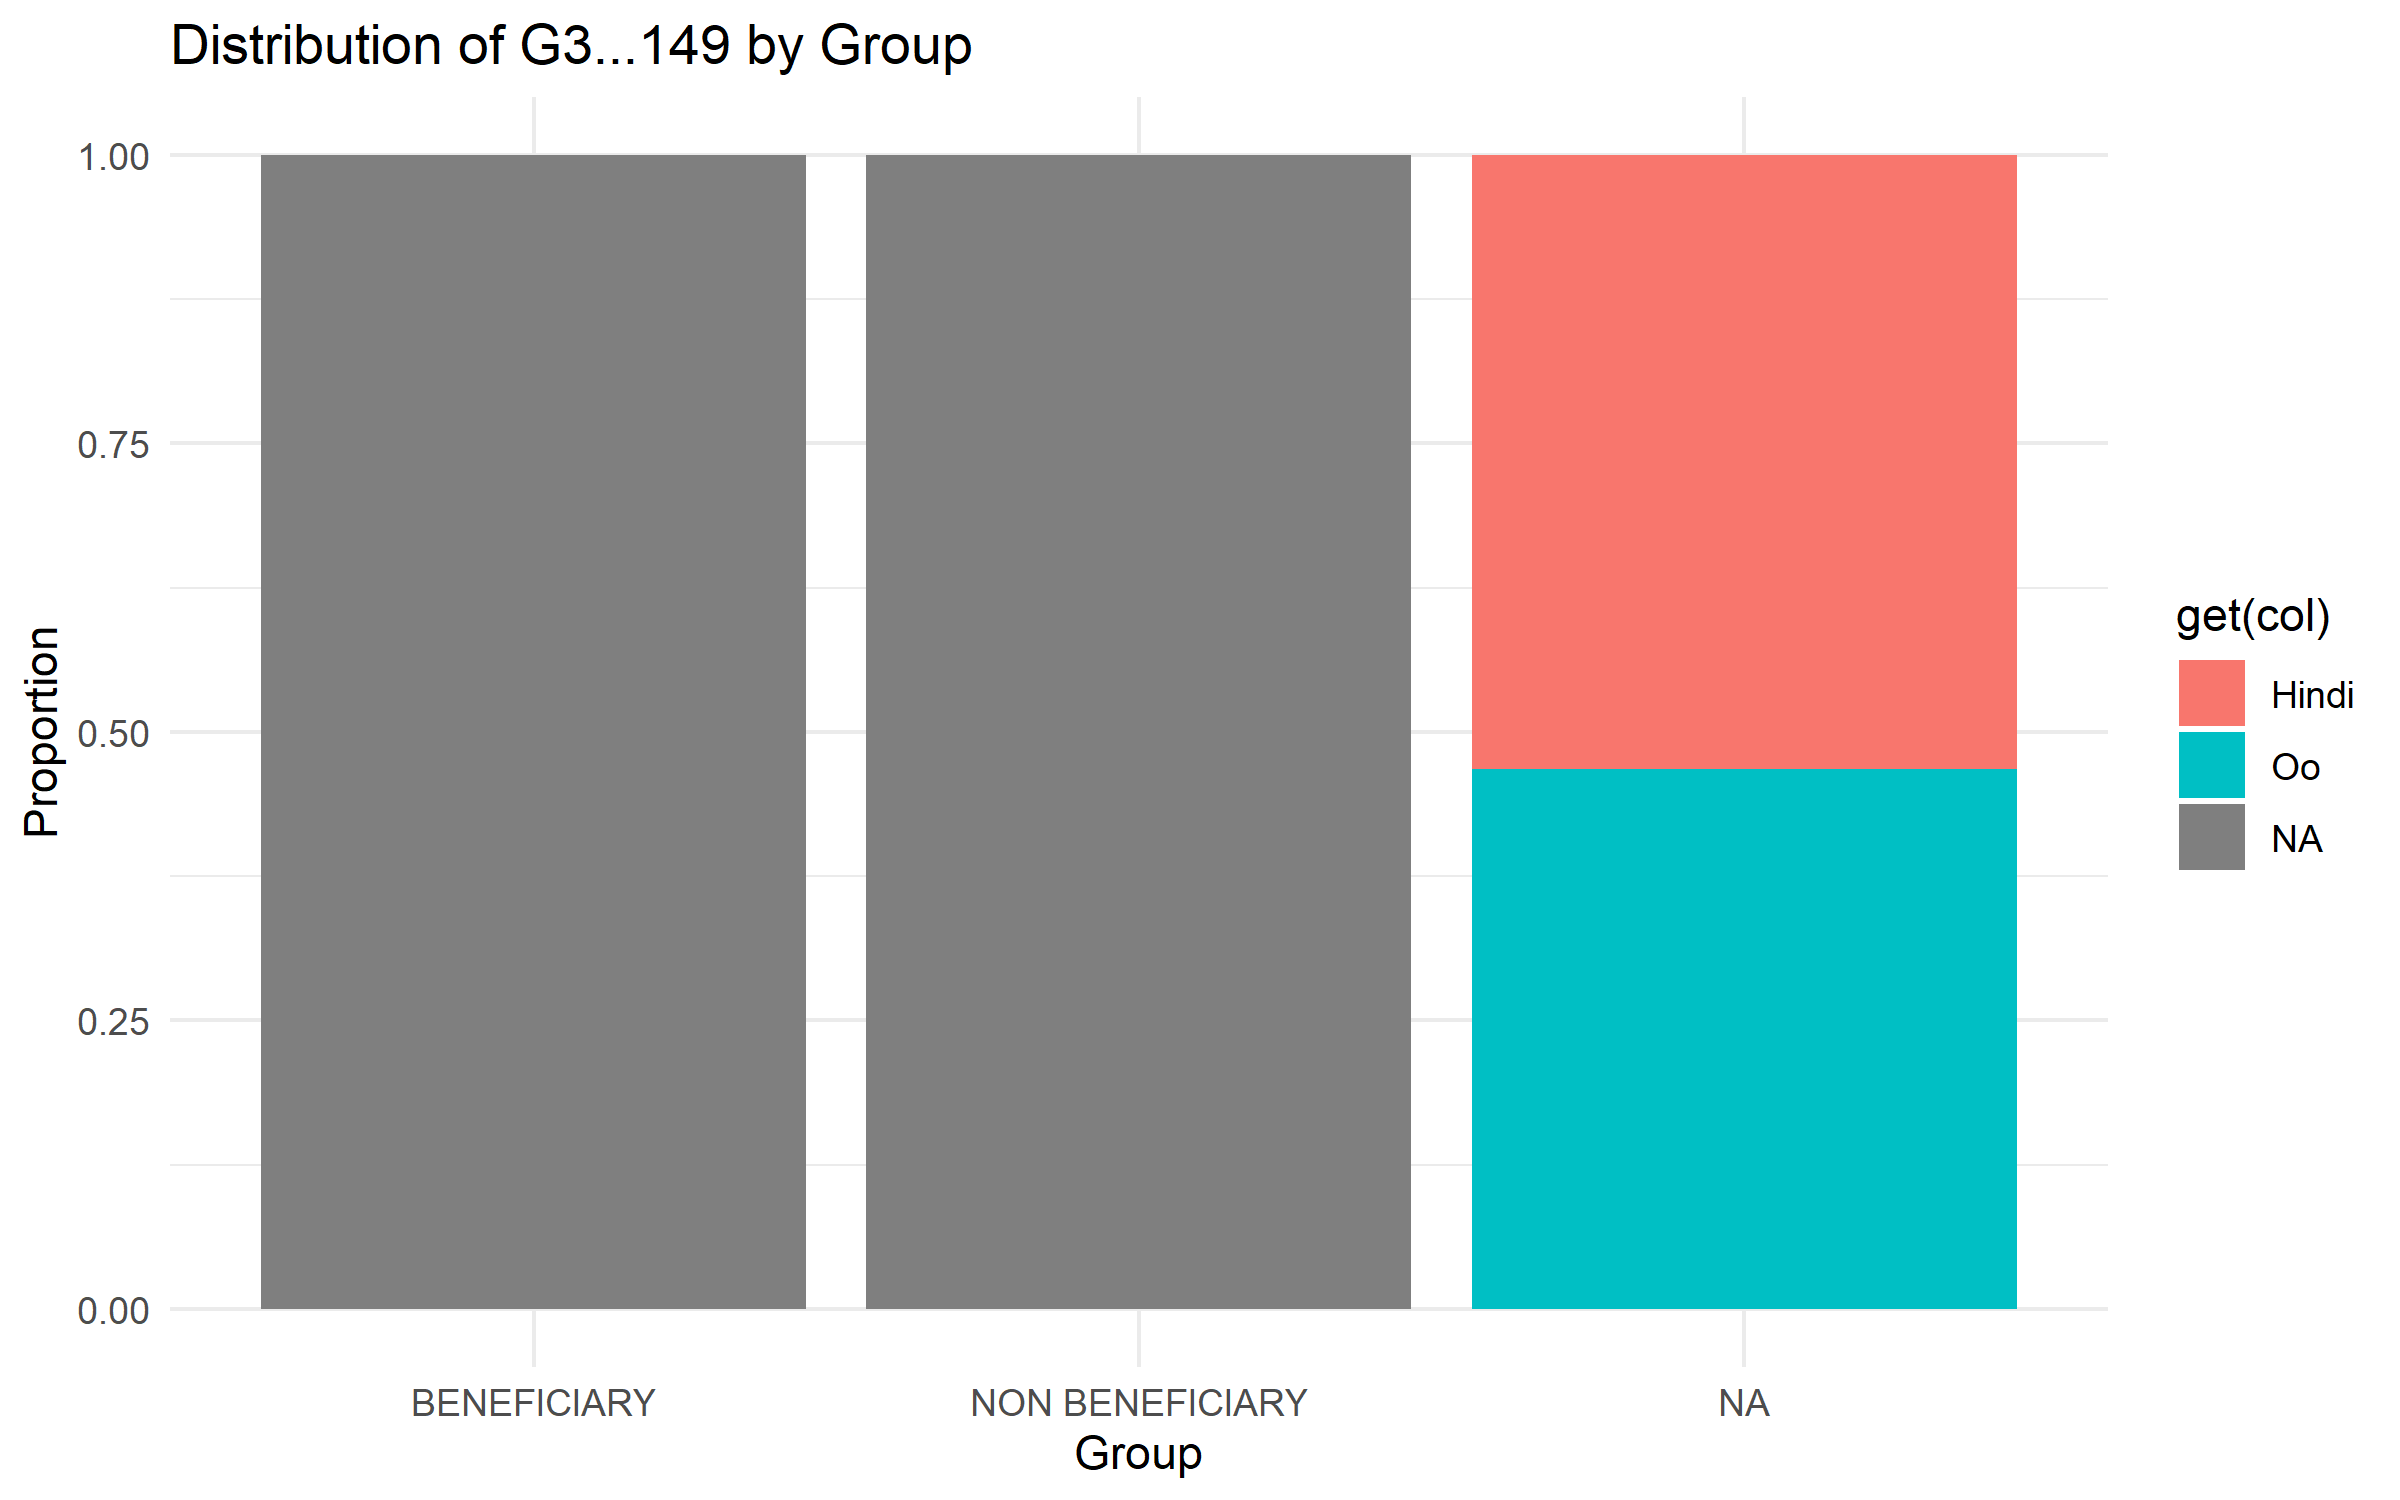 Distribution of G3...149 by Group
1.00
0.75
0.50
0.25
0.00
Proportion
BENEFICIARY
NON BENEFICIARY
NA
Group
get(col)
Hindi
Oo
NA